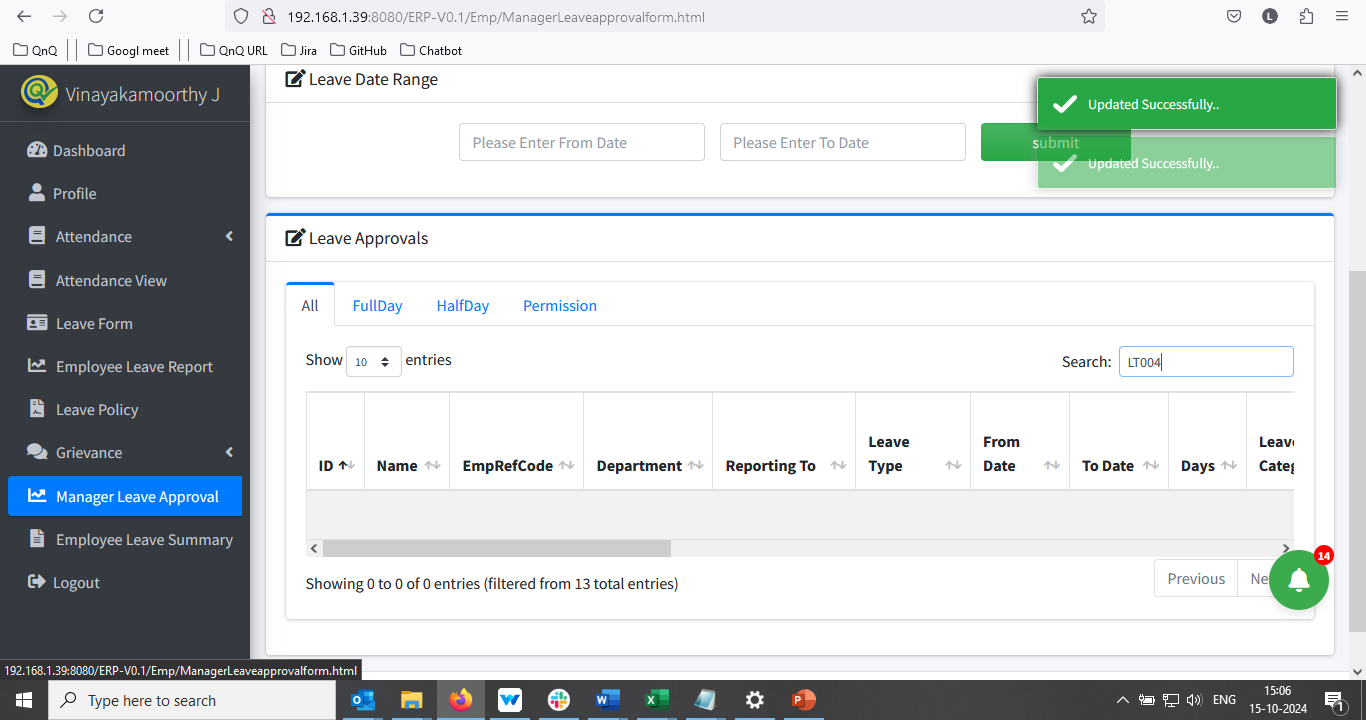 192.168.1.39:8080/ERP-V0.1/Emp/ManagerLeaveapprovalform.html
L
QnQ
Googl meet
QnQ URL
Jira
GitHub
Chatbot
Vinayakamoorthy J
Dashboard
Profile
Attendance
Attendance View
Leave Form
Employee Leave Report
Leave Policy
Grievance
Manager Leave Approval
Employee Leave Summary
Logout
Leave Date Range
Please Enter From Date
Please Enter To Date
submit
Updated Successfully..
Updated Successfully..
Leave Approvals
All
FullDay
HalfDay
Permission
Show 10 entries
Search: LT004
ID
Name
EmpRefCode
Department
Reporting To
Leave
Type
From
Date
To Date
Days
Showing 0 to 0 of 0 entries (filtered from 13 total entries)
Previous
14
192.168.1.39:8080/ERP-V0.1/Emp/ManagerLeaveapprovalform.html
Type here to search
ENG
15:06
15-10-2024
1